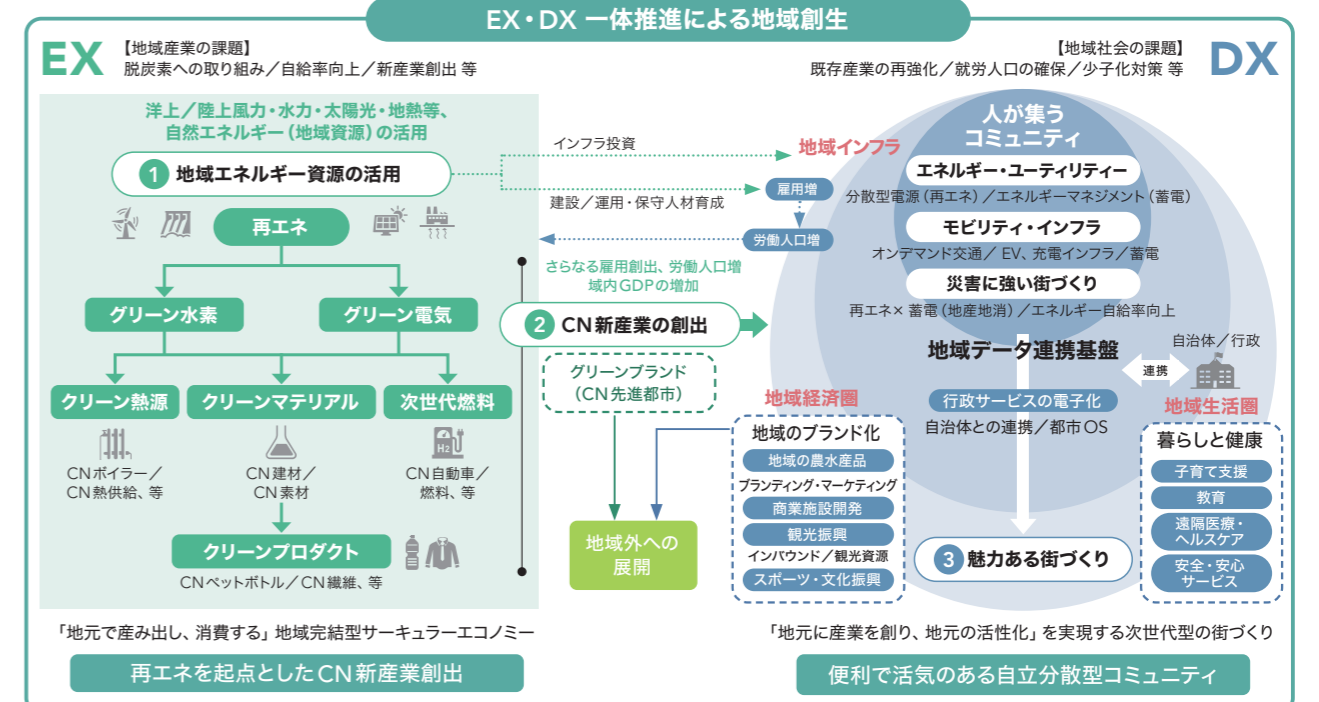 EX・DX 一体推進による地域創生
EX
【地域産業の課題】
脱炭素への取り組み／自給率向上／新産業創出 等
【地域社会の課題】
既存産業の再強化／就労人口の確保／少子化対策 等
DX
洋上／陸上風力・水力・太陽光・地熱等、
自然エネルギー（地域資源）の活用
1 地域エネルギー資源の活用
再エネ
グリーン水素
グリーン電気
クリーン熱源
クリーンマテリアル
次世代燃料
H2
CNボイラー／
CN熱供給、等
CN建材／
CN素材
CN自動車／
燃料、等
クリーンプロダクト
CNペットボトル／CN繊維、等
「地元で産み出し、消費する」地域完結型サーキュラーエコノミー
再エネを起点としたCN新産業創出
インフラ投資
地域インフラ
建設／運用・保守人材育成
雇用増
労働人口増
さらなる雇用創出、労働人口増
域内GDPの増加
2 CN新産業の創出
グリーンブランド
（CN先進都市）
地域外への
展開
人が集う
コミュニティ
エネルギー・ユーティリティー
分散型電源（再エネ）／エネルギーマネジメント（蓄電）
モビリティ・インフラ
オンデマンド交通／ EV、充電インフラ／蓄電
災害に強い街づくり
再エネ× 蓄電（地産地消）／エネルギー自給率向上
地域データ連携基盤
自治体／行政
連携
行政サービスの電子化
自治体との連携／都市OS
地域経済圏
地域のブランド化
地域の農水産品
ブランディング・マーケティング
商業施設開発
観光振興
インバウンド／観光資源
スポーツ・文化振興
3 魅力ある街づくり
地域生活圏
暮らしと健康
子育て支援
教育
遠隔医療・
ヘルスケア
安全・安心
サービス
「地元に産業を創り、地元の活性化」を実現する次世代型の街づくり
便利で活気のある自立分散型コミュニティ